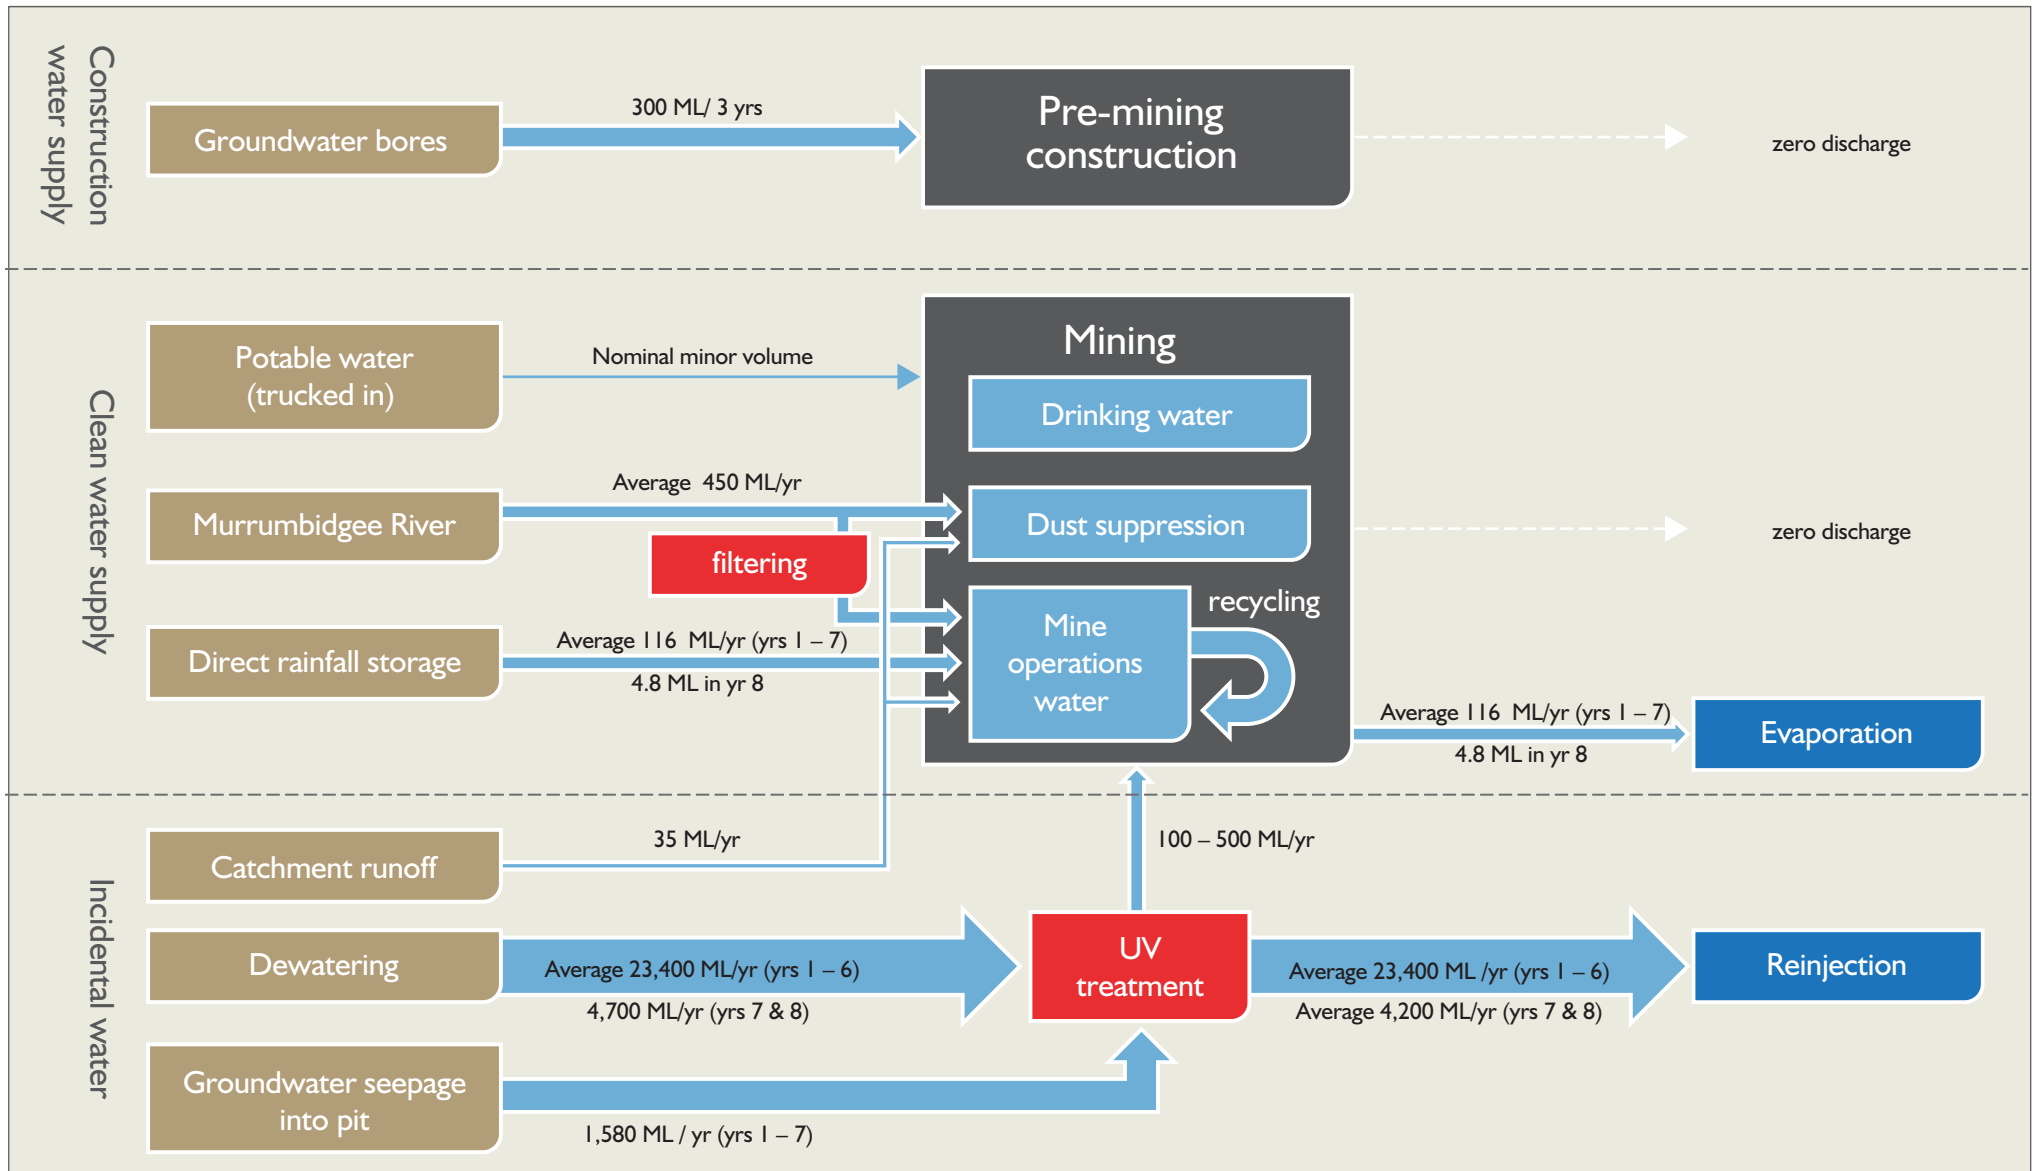 Construction
water supply
Groundwater bores
300 ML/ 3 yrs
Pre-mining
construction
zero discharge
Clean water supply
Potable water
(trucked in)
Nominal minor volume
Mining
Drinking water
Murrumbidgee River
Average 450 ML/yr
Dust suppression
zero discharge
filtering
Direct rainfall storage
Average 116 ML/yr (yrs 1 – 7)
4.8 ML in yr 8
Mine
operations
water
recycling
Average 116 ML/yr (yrs 1 – 7)
4.8 ML in yr 8
Evaporation
Incidental water
Catchment runoff
35 ML/yr
100 – 500 ML/yr
Dewatering
Average 23,400 ML/yr (yrs 1 – 6)
4,700 ML/yr (yrs 7 & 8)
UV
treatment
Average 23,400 ML /yr (yrs 1 – 6)
Average 4,200 ML/yr (yrs 7 & 8)
Reinjection
Groundwater seepage
into pit
1,580 ML / yr (yrs 1 – 7)